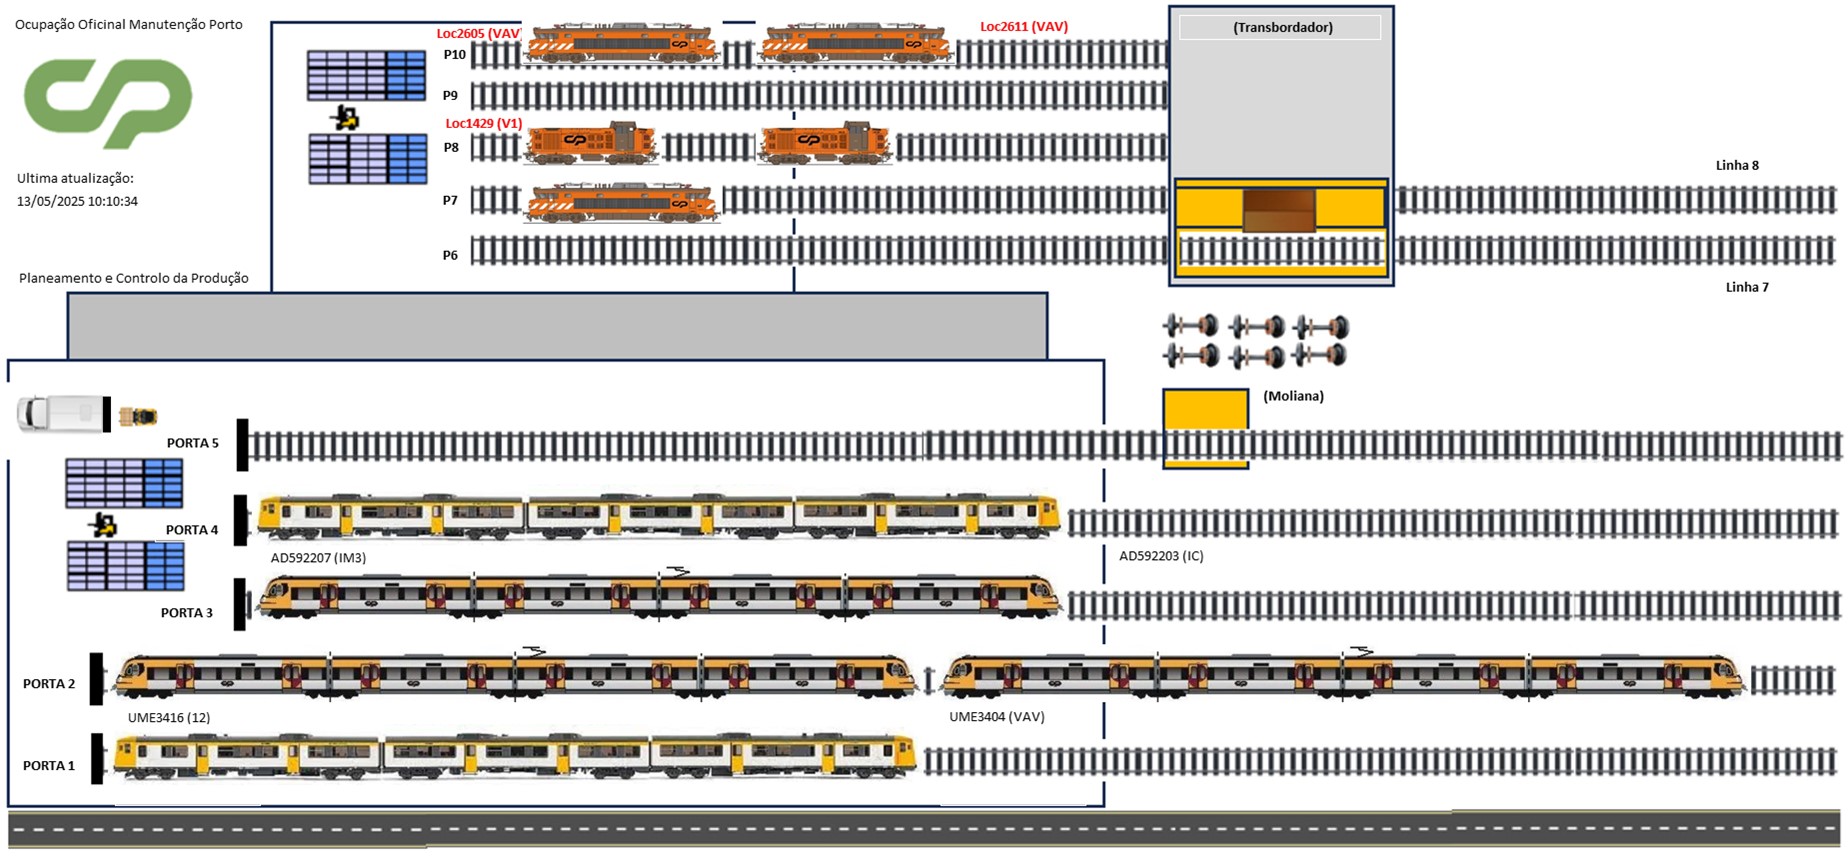 Ocupação Oficinal Manutenção Porto
Ultima atualização:
13/05/2025 10:10:34
Planeamento e Controlo da Produção
Loc2605 (VAV)
Loc2611 (VAV)
P10
P9
Loc1429 (V1)
P8
P7
P6
(Transbordador)
Linha 8
Linha 7
(Moliana)
PORTA 5
PORTA 4
AD592207 (IM3)
AD592203 (IC)
PORTA 3
PORTA 2
UME3416 (12)
UME3404 (VAV)
PORTA 1